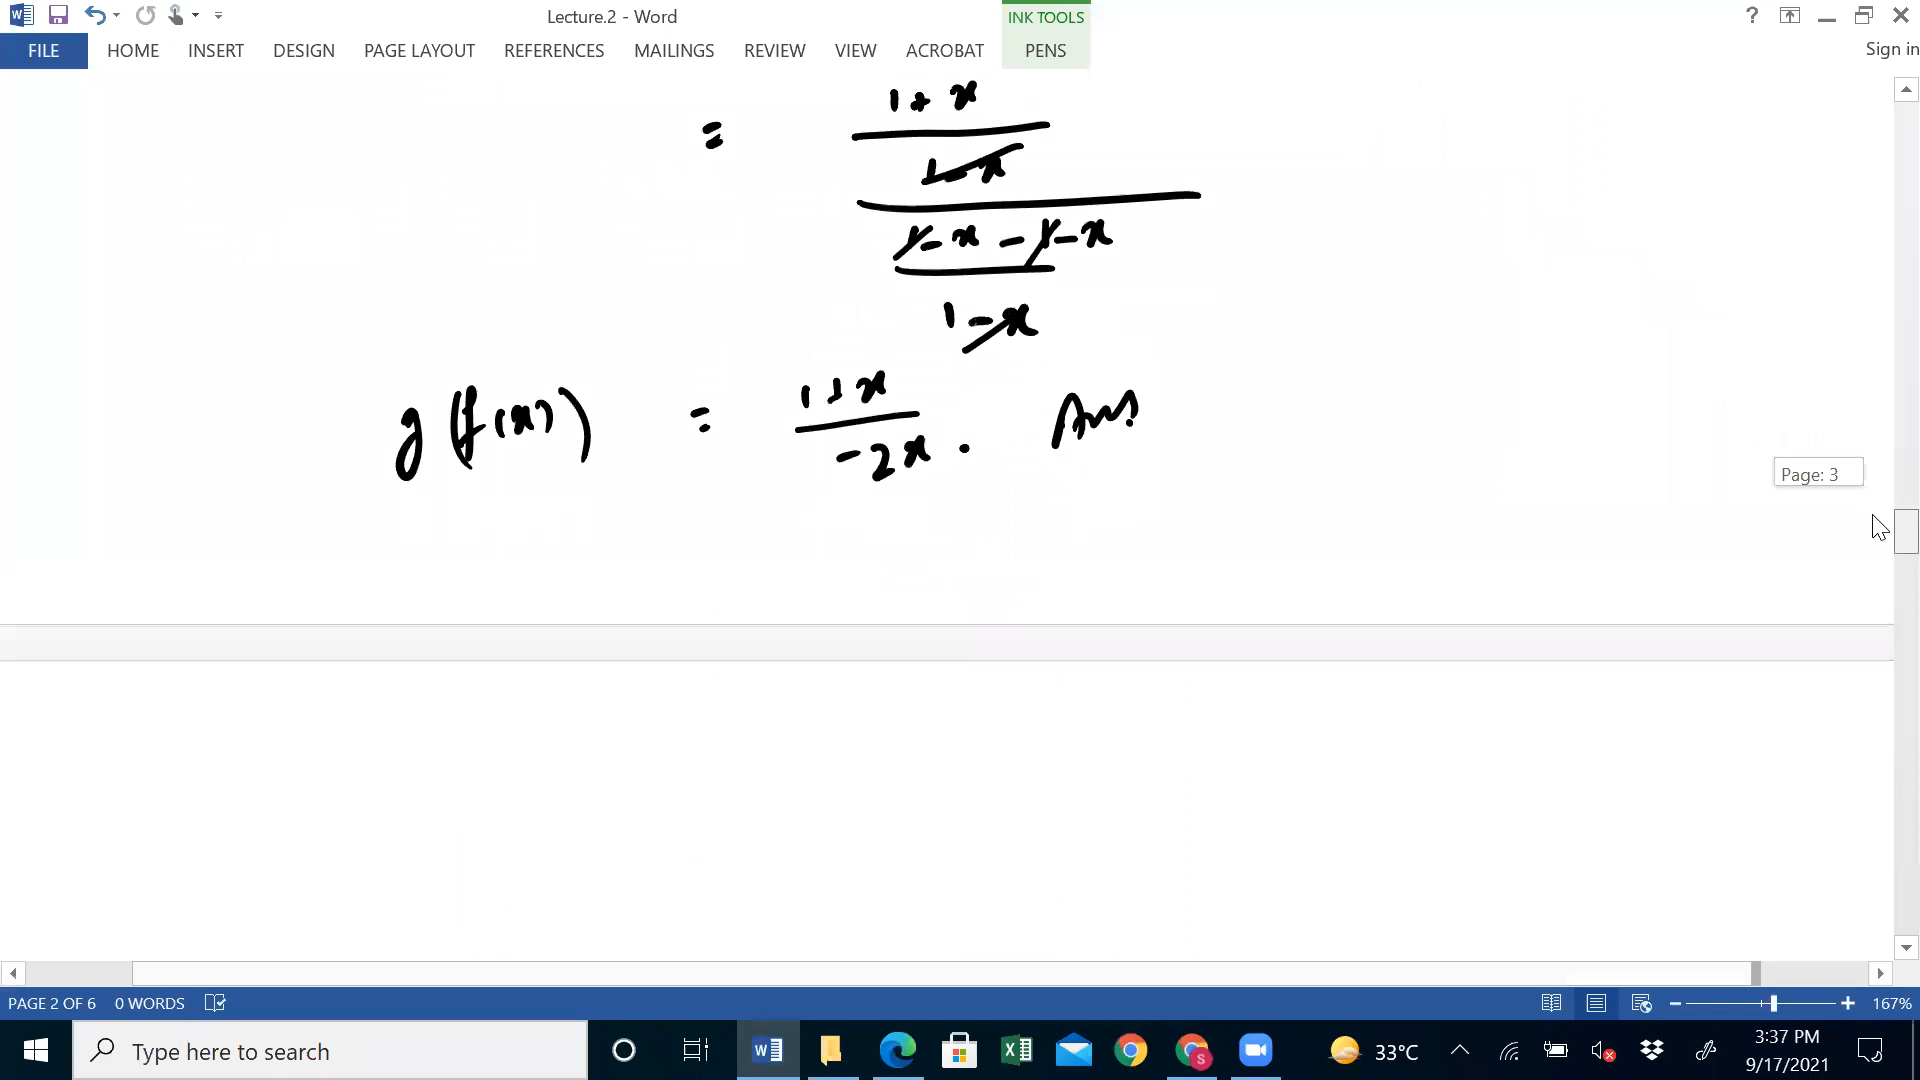 Lecture.2 - Word
INK TOOLS
?
FILE HOME INSERT DESIGN PAGE LAYOUT REFERENCES MAILINGS REVIEW VIEW ACROBAT PENS
Sign in
1 + x
=
1 - x
1 - x - 1 - x
1 - x
g(f(x)) = 1 + x Ans
-2x.
Page: 3
PAGE 2 OF 6 0 WORDS 167%
Type here to search
33°C
3:37 PM
9/17/2021